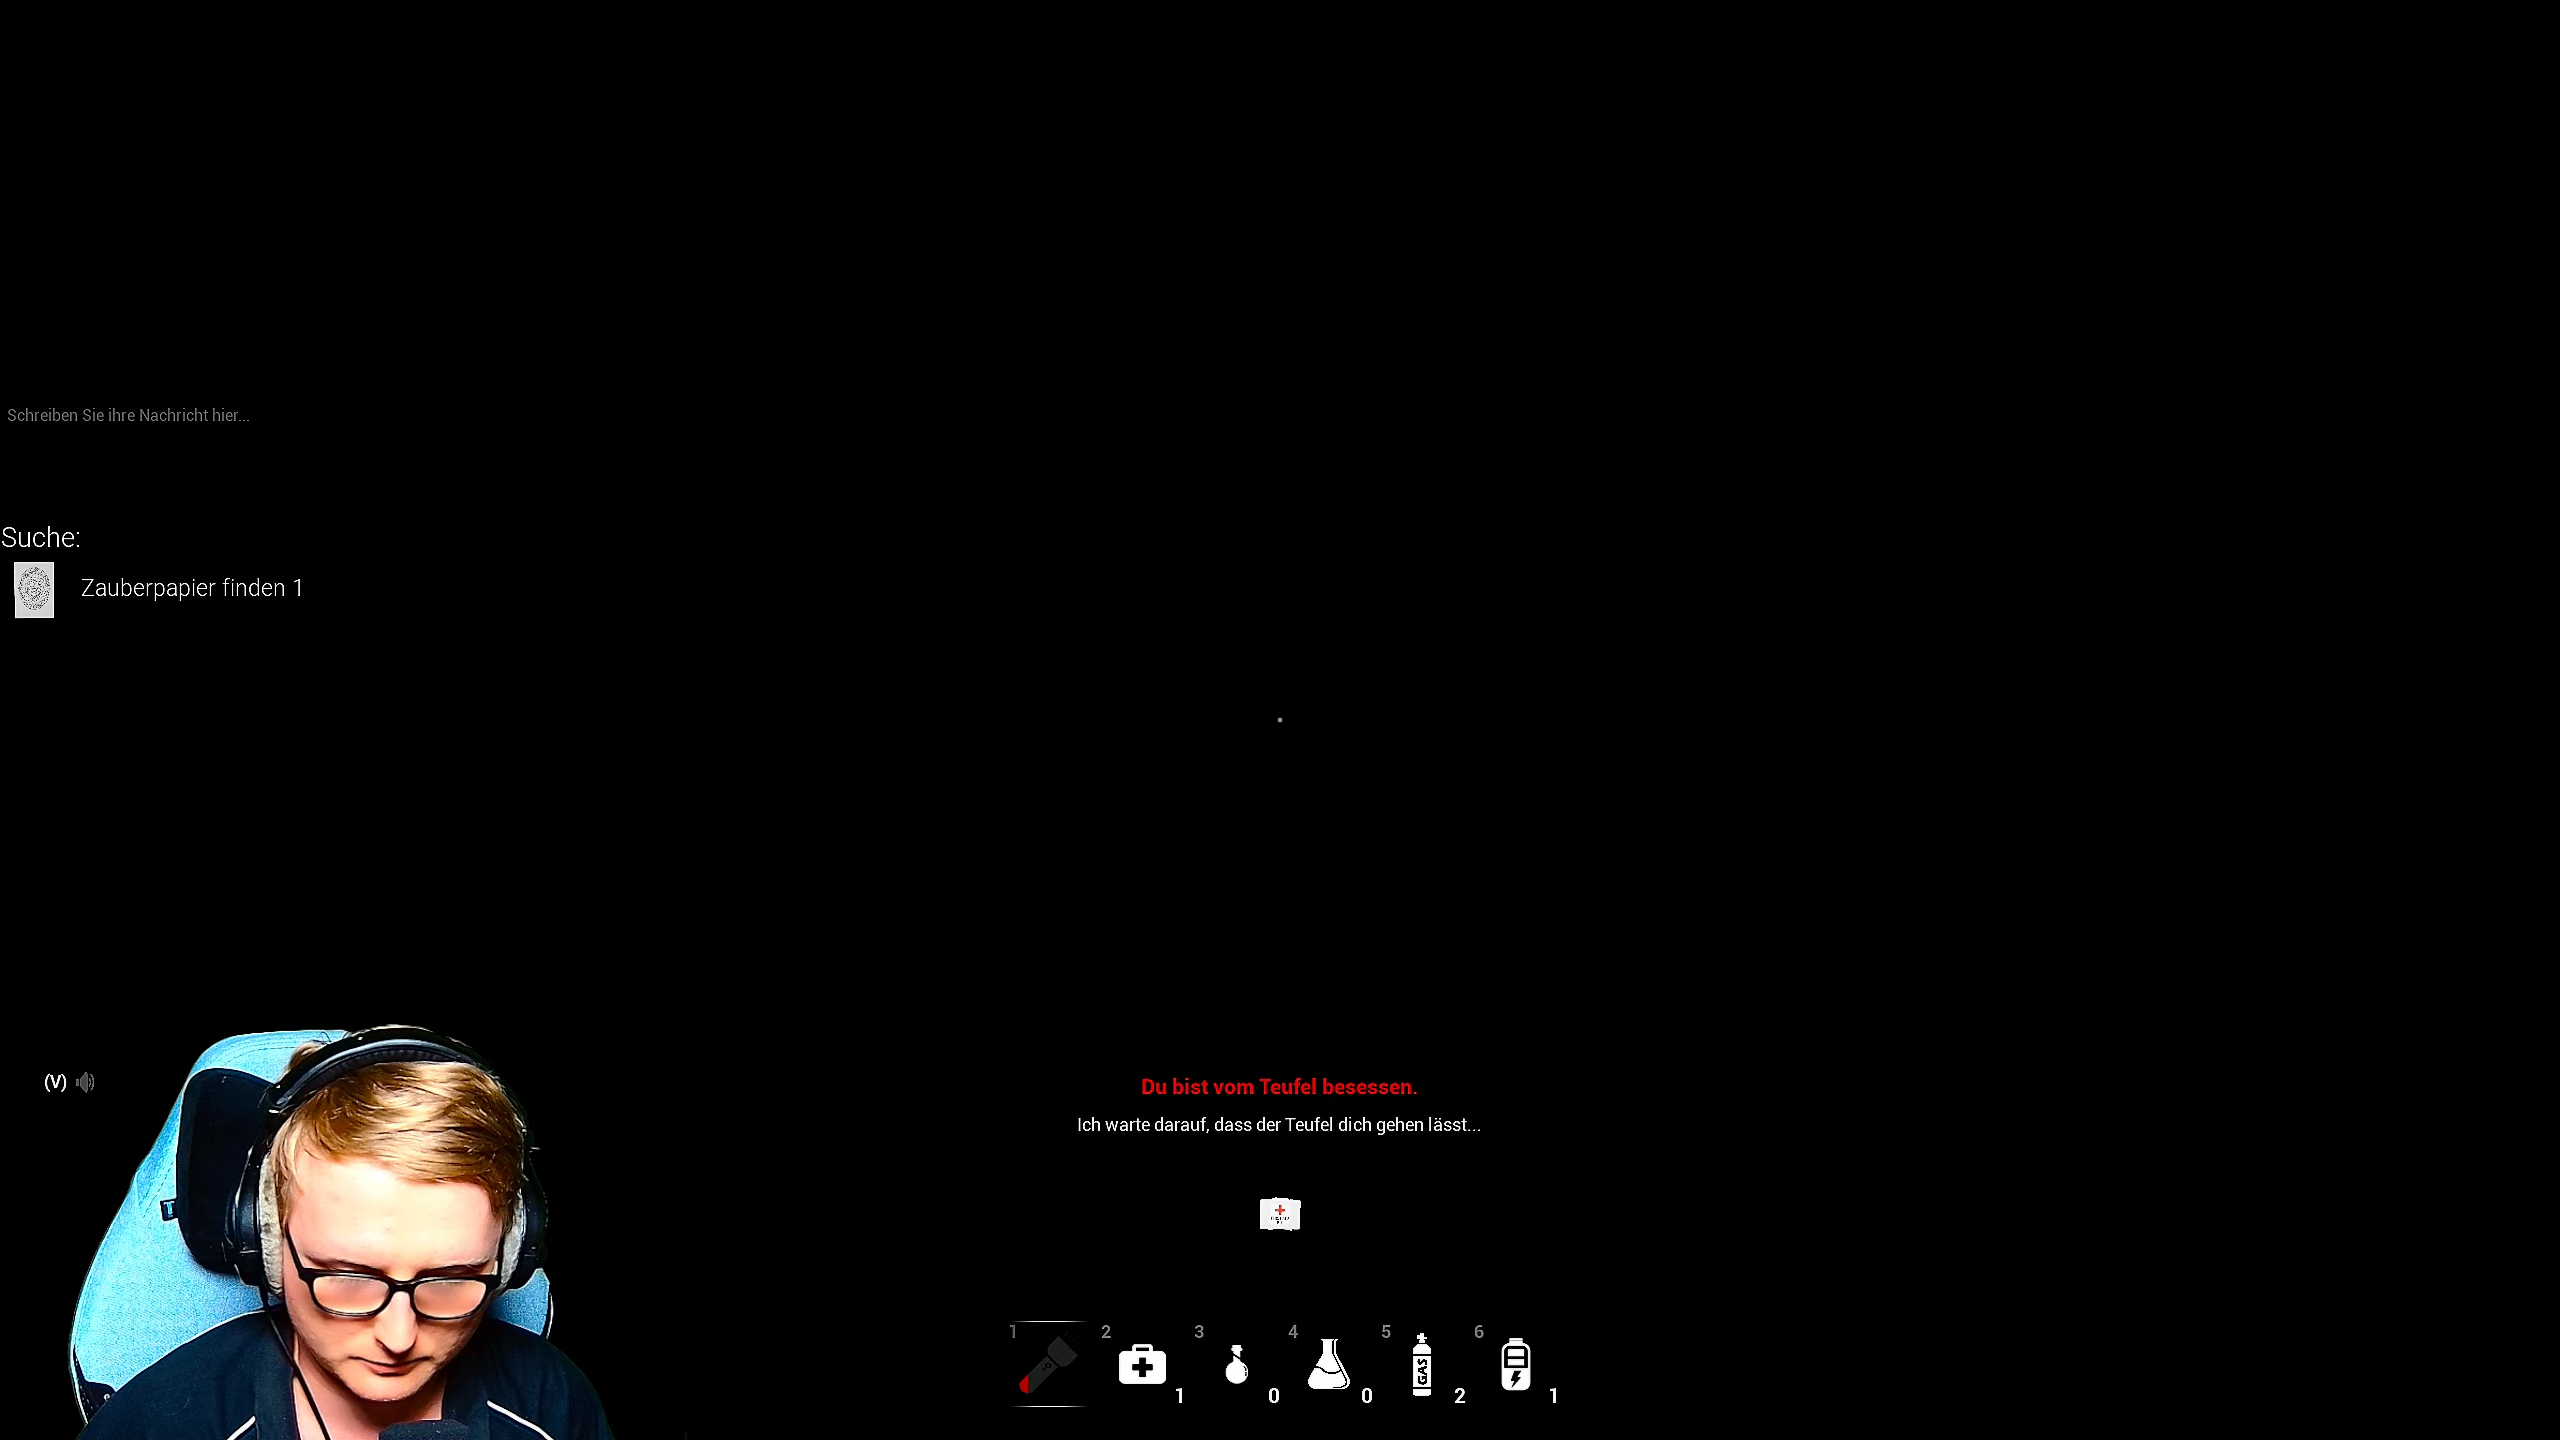 Schreiben Sie ihre Nachricht hier...
Suche:
Zauberpapier finden 1
(V)
Du bist vom Teufel besessen.
Ich warte darauf, dass der Teufel dich gehen lässt...
1 2 3 4 5 6
GAS
1 0 0 2 1